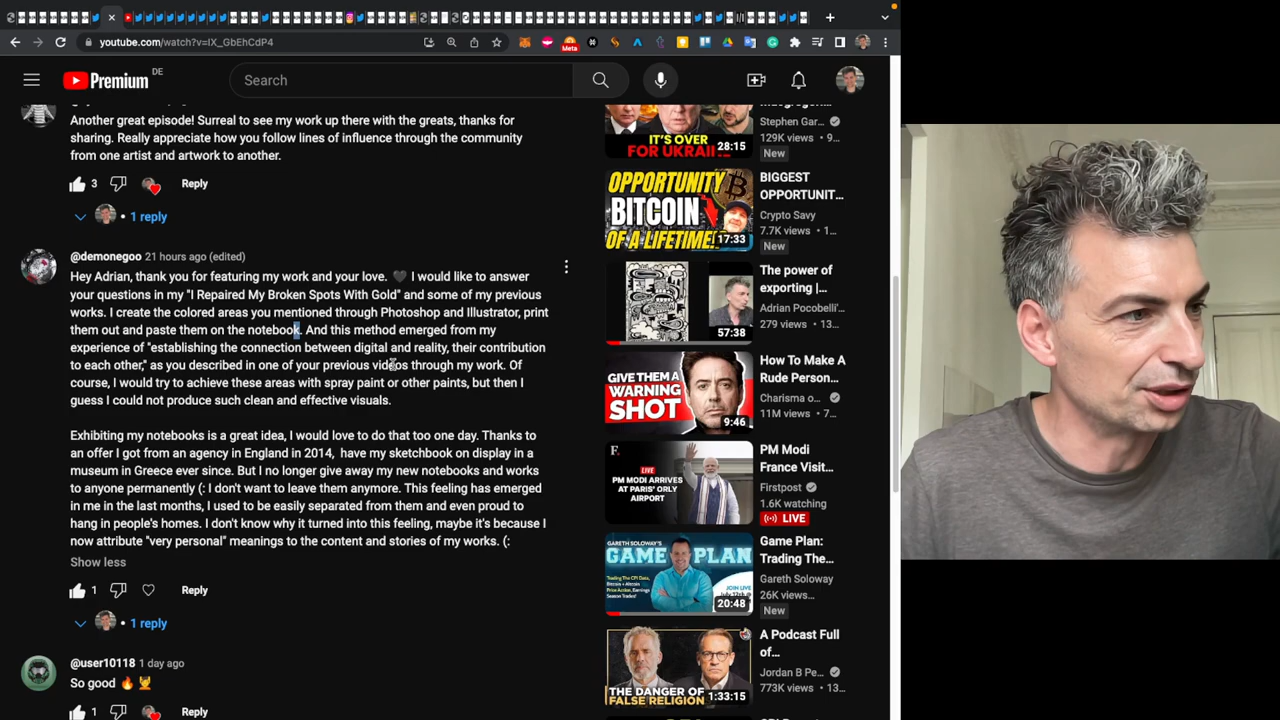 Meta
youtube.com/watch?v=IX_GbEhCdP4
Premium
DE
Search
Another great episode! Surreal to see my work up there with the greats, thanks for
sharing. Really appreciate how you follow lines of influence through the community
from one artist and artwork to another.
3
Reply
1 reply
@demonegoo 21 hours ago (edited)
Hey Adrian, thank you for featuring my work and your love. 🖤 I would like to answer
your questions in my "I Repaired My Broken Spots With Gold" and some of my previous
works. I create the colored areas you mentioned through Photoshop and Illustrator, print
them out and paste them on the notebook. And this method emerged from my
experience of "establishing the connection between digital and reality, their contribution
to each other," as you described in one of your previous videos through my work. Of
course, I would try to achieve these areas with spray paint or other paints, but then I
guess I could not produce such clean and effective visuals.
Exhibiting my notebooks is a great idea, I would love to do that too one day. Thanks to
an offer I got from an agency in England in 2014,  have my sketchbook on display in a
museum in Greece ever since. But I no longer give away my new notebooks and works
to anyone permanently (: I don't want to leave them anymore. This feeling has emerged
in me in the last months, I used to be easily separated from them and even proud to
hang in people's homes. I don't know why it turned into this feeling, maybe it's because I
now attribute "very personal" meanings to the content and stories of my works. (:
Show less
1
Reply
1 reply
@user10118 1 day ago
So good 🔥
1
Reply
IT'S OVER
FOR UKRAINE
28:15
Stephen Gar...
129K views • 9...
New
OPPORTUNITY
BITCOIN
OF A LIFETIME!
17:33
BIGGEST
OPPORTUNIT...
Crypto Savy
7.7K views • 1...
New
57:38
The power of
exporting |...
Adrian Pocobelli'...
279 views • 13...
GIVE THEM A
WARNING
SHOT
9:46
How To Make A
Rude Person...
Charisma o...
11M views • 7...
F.
LIVE
PM MODI
ARRIVES
AT PARIS' ORLY
AIRPORT
PM Modi
France Visit...
Firstpost
1.6K watching
LIVE
GARETH SOLOWAY'S
GAME PLAN
20:48
Game Plan:
Trading The...
Gareth Soloway
26K views...
New
THE DANGER OF
FALSE RELIGION
1:33:15
A Podcast Full
of...
Jordan B Pe...
773K views • 13...